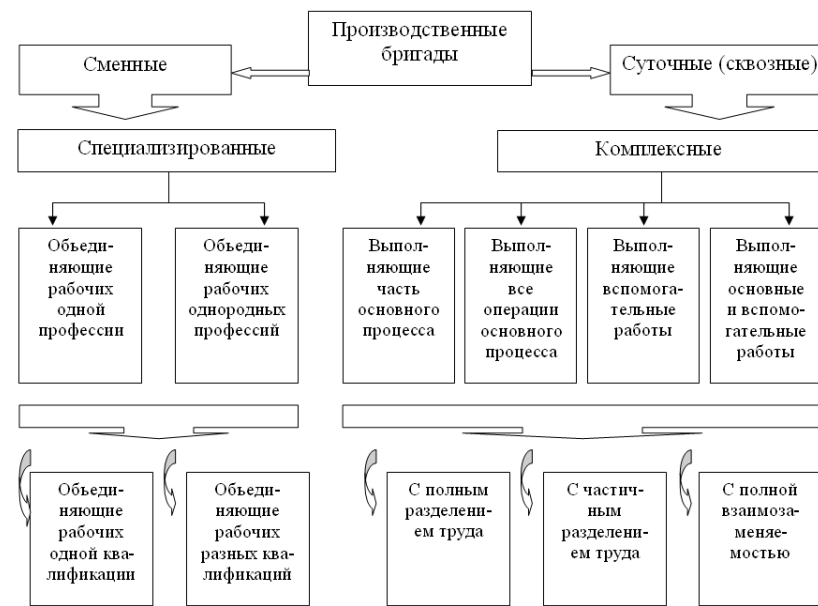 Производственные
бригады
Сменные
Суточные (сквозные)
Специализированные
Комплексные
Объеди-
няющие
рабочих
одной
профессии
Объеди-
няющие
рабочих
однородных
профессий
Выпол-
няющие
часть
основного
процесса
Выпол-
няющие
все
операции
основного
процесса
Выпол-
няющие
вспомога-
тельные
работы
Выпол-
няющие
основные
и вспомо-
гательные
работы
Объеди-
няющие
рабочих
одной ква-
лификации
Объеди-
няющие
рабочих
разных ква-
лификаций
С полным
разделени-
ем труда
С частич-
ным
разделени-
ем труда
С полной
взаимоза-
меняе-
мостью